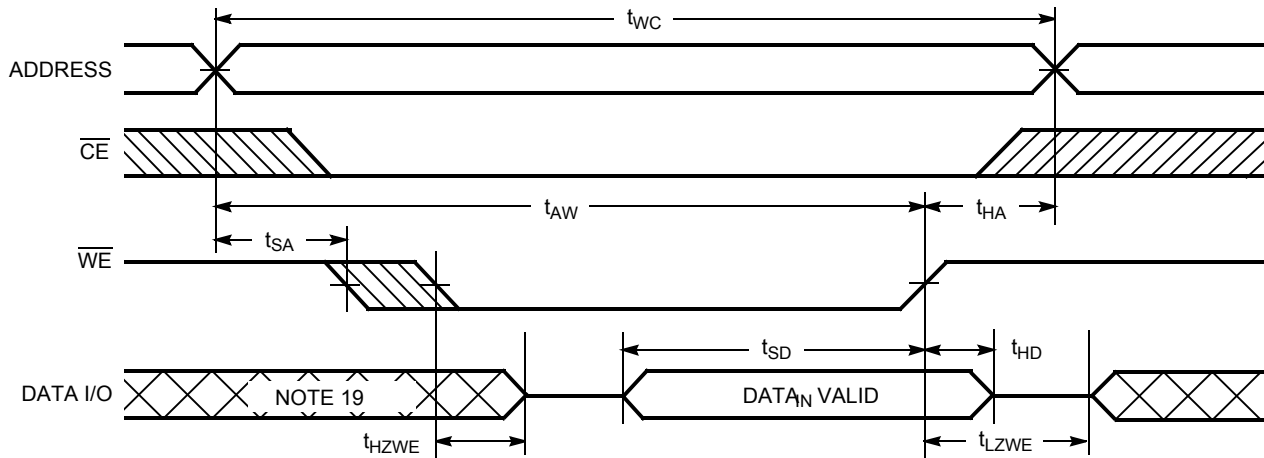 tWC
ADDRESS
CE
tAW
tHA
tSA
WE
tSD
tHD
DATA I/O
NOTE 19
DATAIN VALID
tHZWE
tLZWE